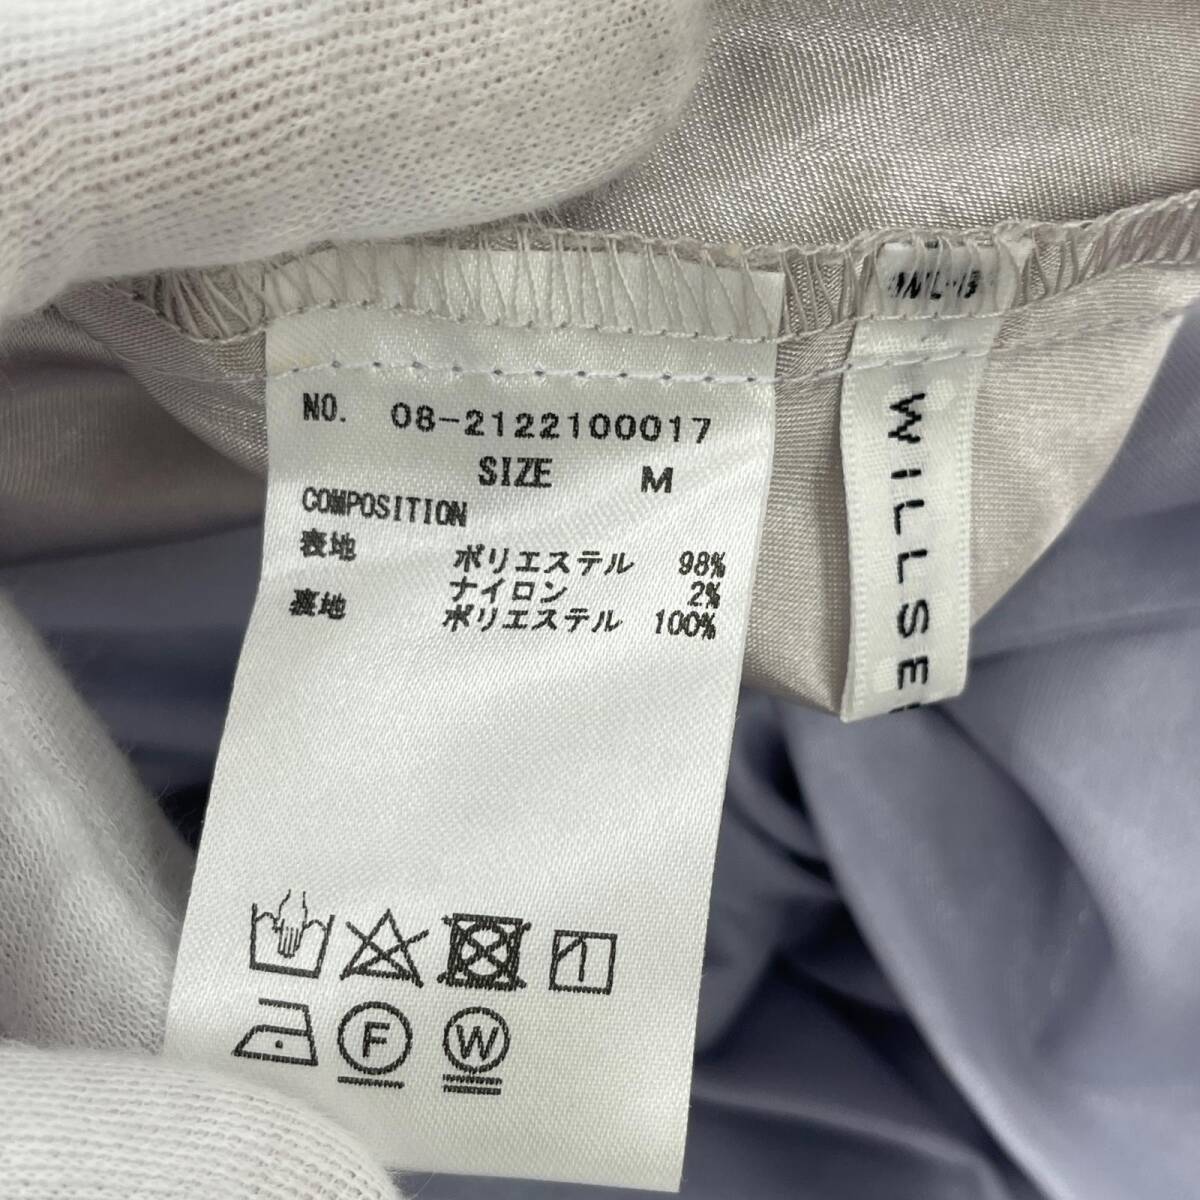 NO. 08-2122100017
SIZE M
COMPOSITION
表地 ポリエステル 98%
ナイロン 2%
裏地 ポリエステル 100%
F W
WILLSE